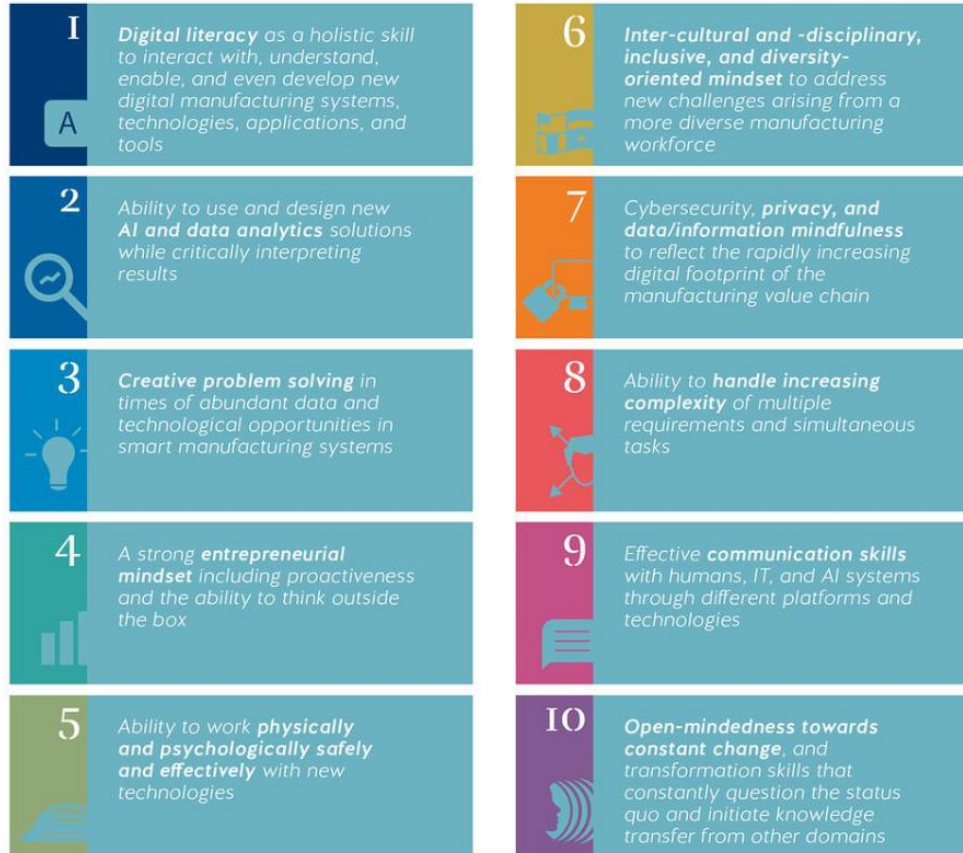 1
Digital literacy as a holistic skill
to interact with, understand,
enable, and even develop new
digital manufacturing systems,
technologies, applications, and
tools
A
2
Ability to use and design new
AI and data analytics solutions
while critically interpreting
results
3
Creative problem solving in
times of abundant data and
technological opportunities in
smart manufacturing systems
4
A strong entrepreneurial
mindset including proactiveness
and the ability to think outside
the box
5
Ability to work physically
and psychologically safely
and effectively with new
technologies
6
Inter-cultural and -disciplinary,
inclusive, and diversity-
oriented mindset to address
new challenges arising from a
more diverse manufacturing
workforce
7
Cybersecurity, privacy, and
data/information mindfulness
to reflect the rapidly increasing
digital footprint of the
manufacturing value chain
8
Ability to handle increasing
complexity of multiple
requirements and simultaneous
tasks
9
Effective communication skills
with humans, IT, and AI systems
through different platforms and
technologies
10
Open-mindedness towards
constant change, and
transformation skills that
constantly question the status
quo and initiate knowledge
transfer from other domains